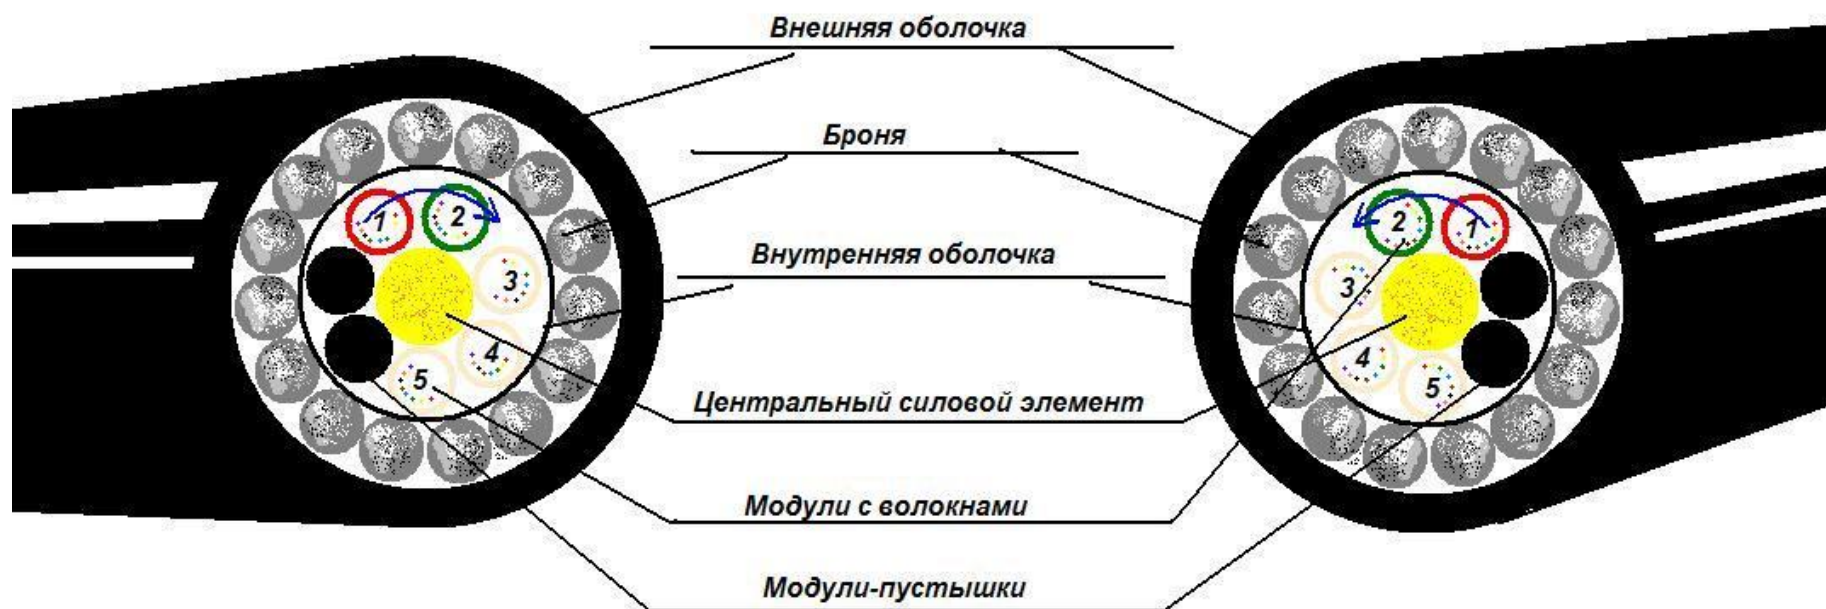 Внешняя оболочка
Броня
1 2
2 1
Внутренняя оболочка
3
3
4
4
5
5
Центральный силовой элемент
Модули с волокнами
Модули-пустышки